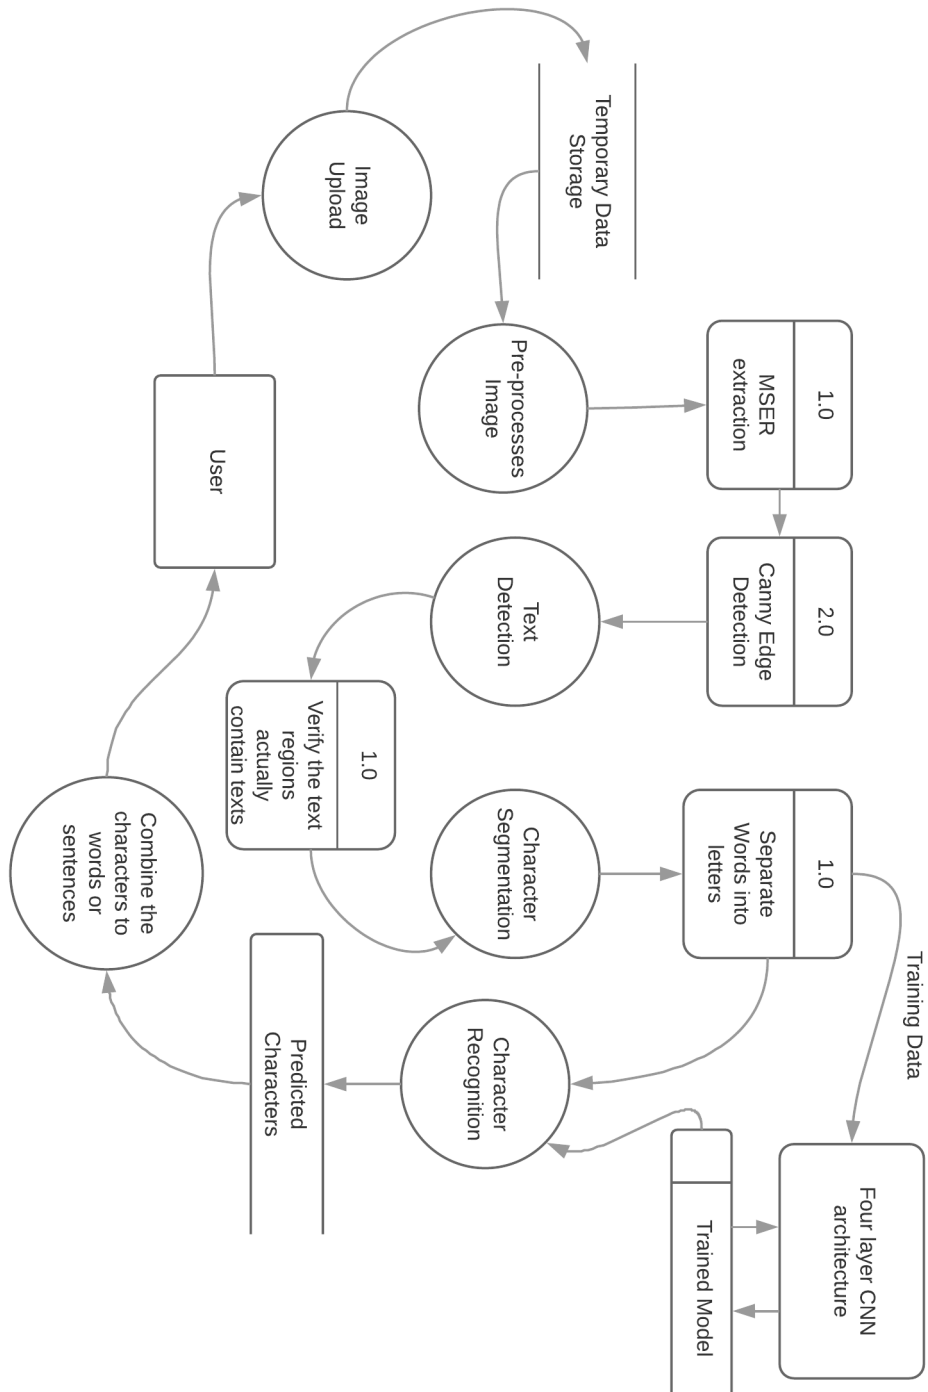 Training Data
Four layer CNN
architecture
1.0
MSER
extraction
2.0
Canny Edge
Detection
1.0
Separate
Words into
letters
Trained Model
Temporary Data
Storage
Pre-processes
Image
Text
Detection
Character
Segmentation
Character
Recognition
Image
Upload
1.0
Verify the text
regions
actually
contain texts
Predicted
Characters
User
Combine the
characters to
words or
sentences